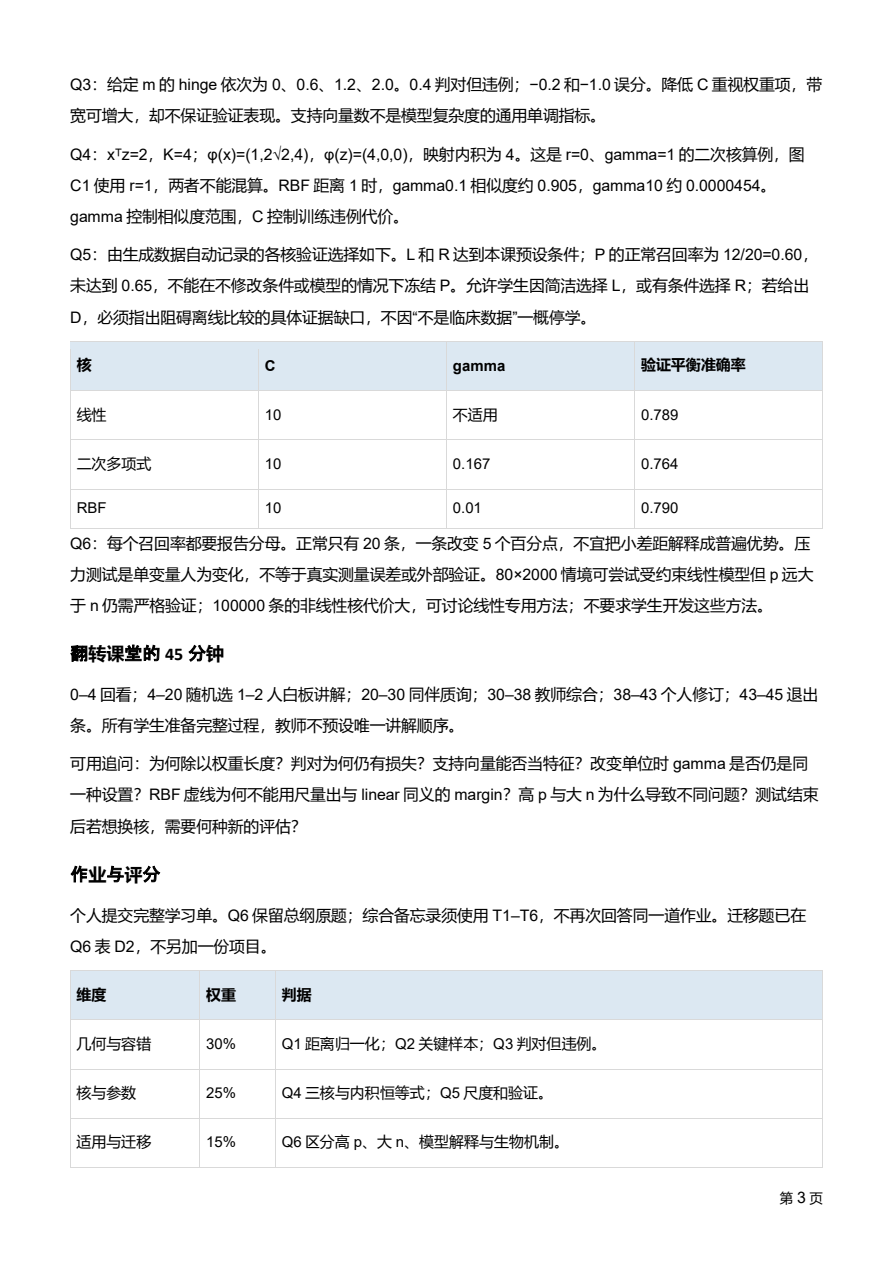 Q3：给定 m 的 hinge 依次为 0、0.6、1.2、2.0。0.4 判对但违例；−0.2 和−1.0 误分。降低 C 重视权重项，带
宽可增大，却不保证验证表现。支持向量数不是模型复杂度的通用单调指标。
Q4：xᵀz=2，K=4；φ(x)=(1,2√2,4)，φ(z)=(4,0,0)，映射内积为 4。这是 r=0、gamma=1 的二次核算例，图
C1 使用 r=1，两者不能混算。RBF 距离 1 时，gamma0.1 相似度约 0.905，gamma10 约 0.0000454。
gamma 控制相似度范围，C 控制训练违例代价。
Q5：由生成数据自动记录的各核验证选择如下。L 和 R 达到本课预设条件；P 的正常召回率为 12/20=0.60，
未达到 0.65，不能在不修改条件或模型的情况下冻结 P。允许学生因简洁选择 L，或有条件选择 R；若给出
D，必须指出阻碍离线比较的具体证据缺口，不因“不是临床数据”一概停学。
核 C gamma 验证平衡准确率
线性 10 不适用 0.789
二次多项式 10 0.167 0.764
RBF 10 0.01 0.790
Q6：每个召回率都要报告分母。正常只有 20 条，一条改变 5 个百分点，不宜把小差距解释成普遍优势。压
力测试是单变量人为变化，不等于真实测量误差或外部验证。80×2000 情境可尝试受约束线性模型但 p 远大
于 n 仍需严格验证；100000 条的非线性核代价大，可讨论线性专用方法；不要求学生开发这些方法。
翻转课堂的 45 分钟
0–4 回看；4–20 随机选 1–2 人白板讲解；20–30 同伴质询；30–38 教师综合；38–43 个人修订；43–45 退出
条。所有学生准备完整过程，教师不预设唯一讲解顺序。
可用追问：为何除以权重长度？判对为何仍有损失？支持向量能否当特征？改变单位时 gamma 是否仍是同
一种设置？RBF 虚线为何不能用尺量出与 linear 同义的 margin？高 p 与大 n 为什么导致不同问题？测试结束
后若想换核，需要何种新的评估？
作业与评分
个人提交完整学习单。Q6 保留总纲原题；综合备忘录须使用 T1–T6，不再次回答同一道作业。迁移题已在
Q6 表 D2，不另加一份项目。
维度 权重 判据
几何与容错 30% Q1 距离归一化；Q2 关键样本；Q3 判对但违例。
核与参数 25% Q4 三核与内积恒等式；Q5 尺度和验证。
适用与迁移 15% Q6 区分高 p、大 n、模型解释与生物机制。
第 3 页